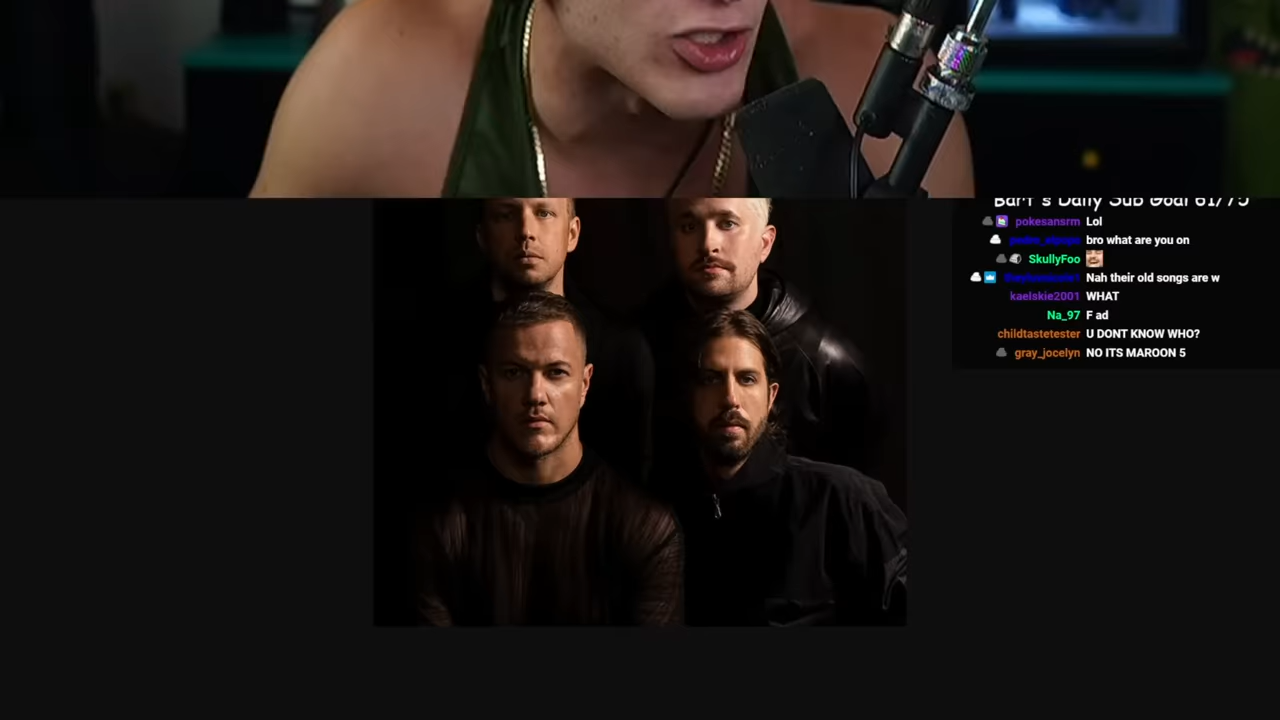 Bart's Daily Sub Goal 61/75
pokesansrm Lol
bro what are you on
SkullyFoo
Nah their old songs are w
kaelskie2001 WHAT
Na_97 F ad
childtastetester U DONT KNOW WHO?
gray_jocelyn NO ITS MAROON 5